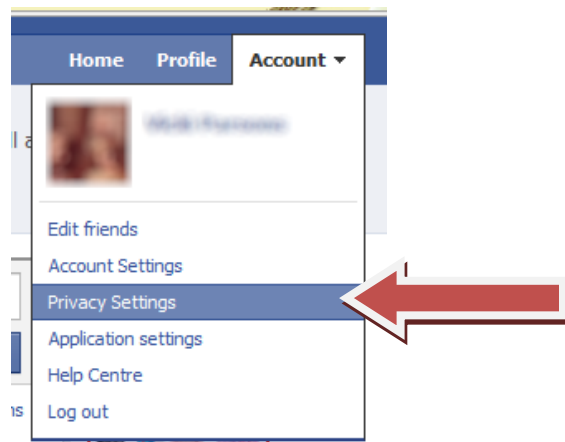 Home Profile Account
Edit friends
Account Settings
Privacy Settings
Application settings
Help Centre
Log out